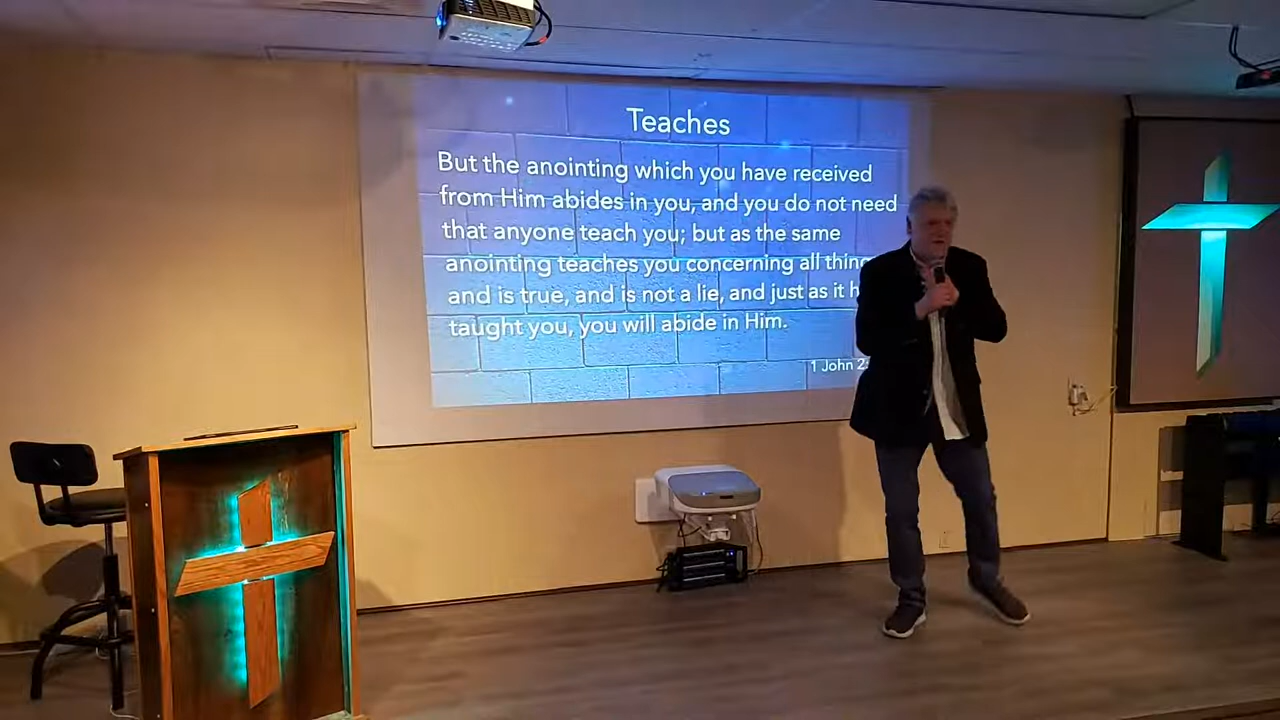 Teaches
But the anointing which you have received
from Him abides in you, and you do not need
that anyone teach you; but as the same
anointing teaches you concerning all
and is true, and is not a lie, and just as it
taught you, you will abide in Him.
1 John 2: